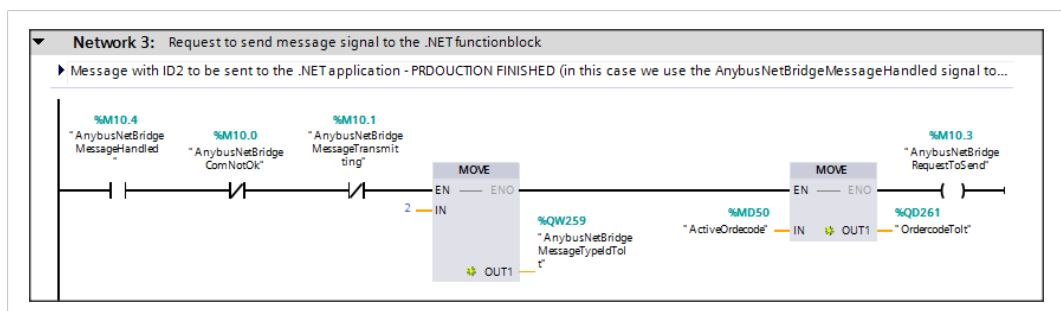 Network 3: Request to send message signal to the .NET functionblock
Message with ID2 to be sent to the .NET application - PRDOUCTION FINISHED (in this case we use the AnybusNetBridgeMessageHandled signal to...
%M10.4
"AnybusNetBridge
MessageHandled
"
%M10.0
"AnybusNetBridge
ComNotOk"
%M10.1
"AnybusNetBridge
MessageTransmit
ting"
MOVE
EN ENO
2 IN
OUT1
%QW259
"AnybusNetBridge
MessageTypeIdToI
t"
MOVE
EN ENO
%MD50
"ActiveOrdecode"
IN OUT1
%QD261
"OrdercodeToIt"
%M10.3
"AnybusNetBridge
RequestToSend"